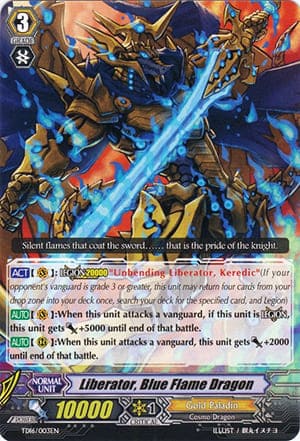 3
Silent flames that coat the sword...... that is the pride of the knight.
ACT【 】:LEGION 20000 "Unbending Liberator, Keredic"(If your
opponent's vanguard is grade 3 or greater, this unit may return four cards from your
drop zone into your deck once, search your deck for the specified card, and Legion)
AUTO【 】:When this unit attacks a vanguard, if this unit is LEGION,
this unit gets +5000 until end of that battle.
AUTO【 】:When this unit attacks a vanguard, this unit gets +2000
until end of that battle.
NORMAL
UNIT
Liberator, Blue Flame Dragon
10000
1
CRITICAL
Gold Paladin
Cosmo Dragon
TD16/003EN